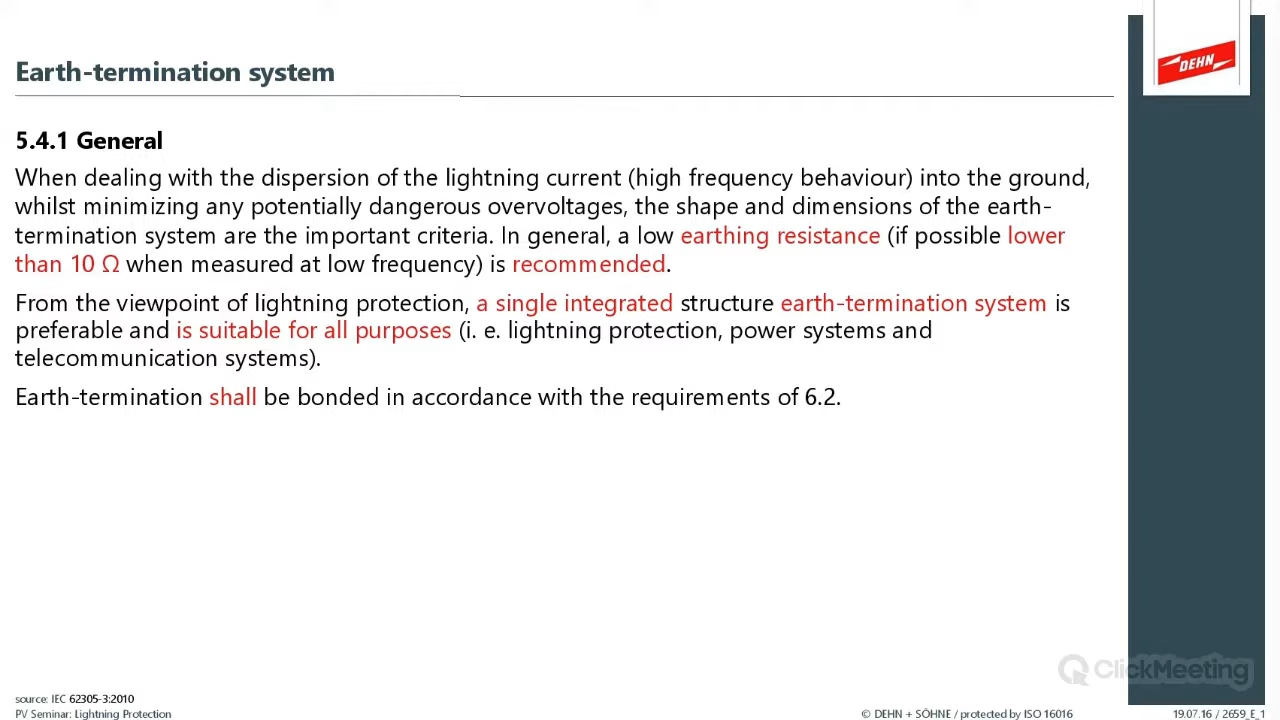 DEHN
Earth-termination system
5.4.1 General
When dealing with the dispersion of the lightning current (high frequency behaviour) into the ground,
whilst minimizing any potentially dangerous overvoltages, the shape and dimensions of the earth-
termination system are the important criteria. In general, a low earthing resistance (if possible lower
than 10 Ω when measured at low frequency) is recommended.
From the viewpoint of lightning protection, a single integrated structure earth-termination system is
preferable and is suitable for all purposes (i. e. lightning protection, power systems and
telecommunication systems).
Earth-termination shall be bonded in accordance with the requirements of 6.2.
ClickMeeting
source: IEC 62305-3:2010
PV Seminar: Lightning Protection
© DEHN + SÖHNE / protected by ISO 16016
19.07.16 / 2659_E_1